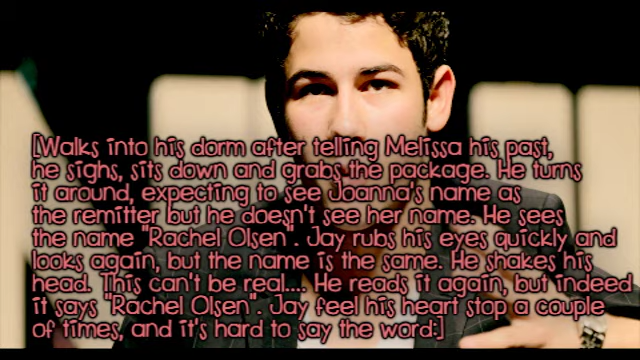 [Walks into his dorm after telling Melissa his past,
he sighs, sits down and grabs the package. He turns
it around, expecting to see Joanna's name as
the remitter but he doesn't see her name. He sees
the name "Rachel Olsen". Jay rubs his eyes quickly and
looks again, but the name is the same. He shakes his
head. This can't be real.... He reads it again, but indeed
it says "Rachel Olsen". Jay feel his heart stop a couple
of times, and it's hard to say the word:]